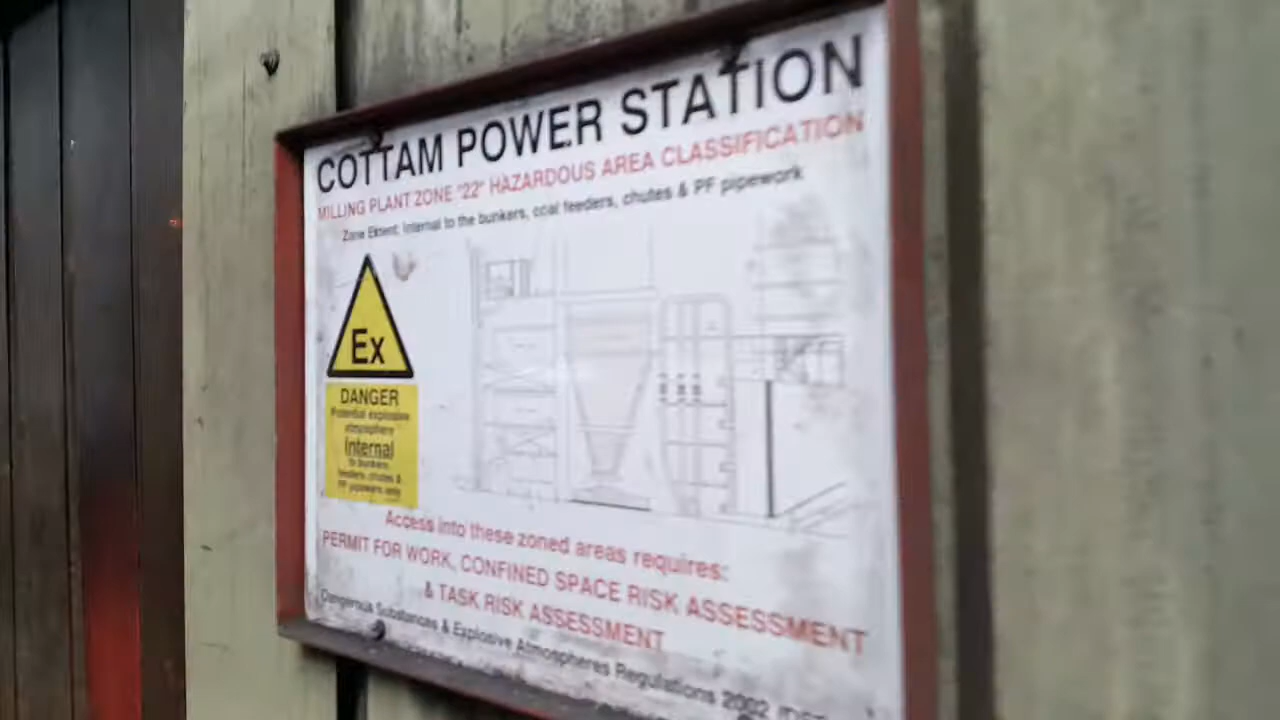 COTTAM POWER STATION
MILLING PLANT ZONE "22" HAZARDOUS AREA CLASSIFICATION
Zone Extent: Internal to the bunkers, coal feeders, chutes & PF pipework
Ex
DANGER
Potential explosive
atmosphere
Internal
to bunkers
feeders, chutes &
PF pipework only
Access into these zoned areas requires:
PERMIT FOR WORK, CONFINED SPACE RISK ASSESSMENT
& TASK RISK ASSESSMENT
Dangerous Substances & Explosive Atmospheres Regulations 2002